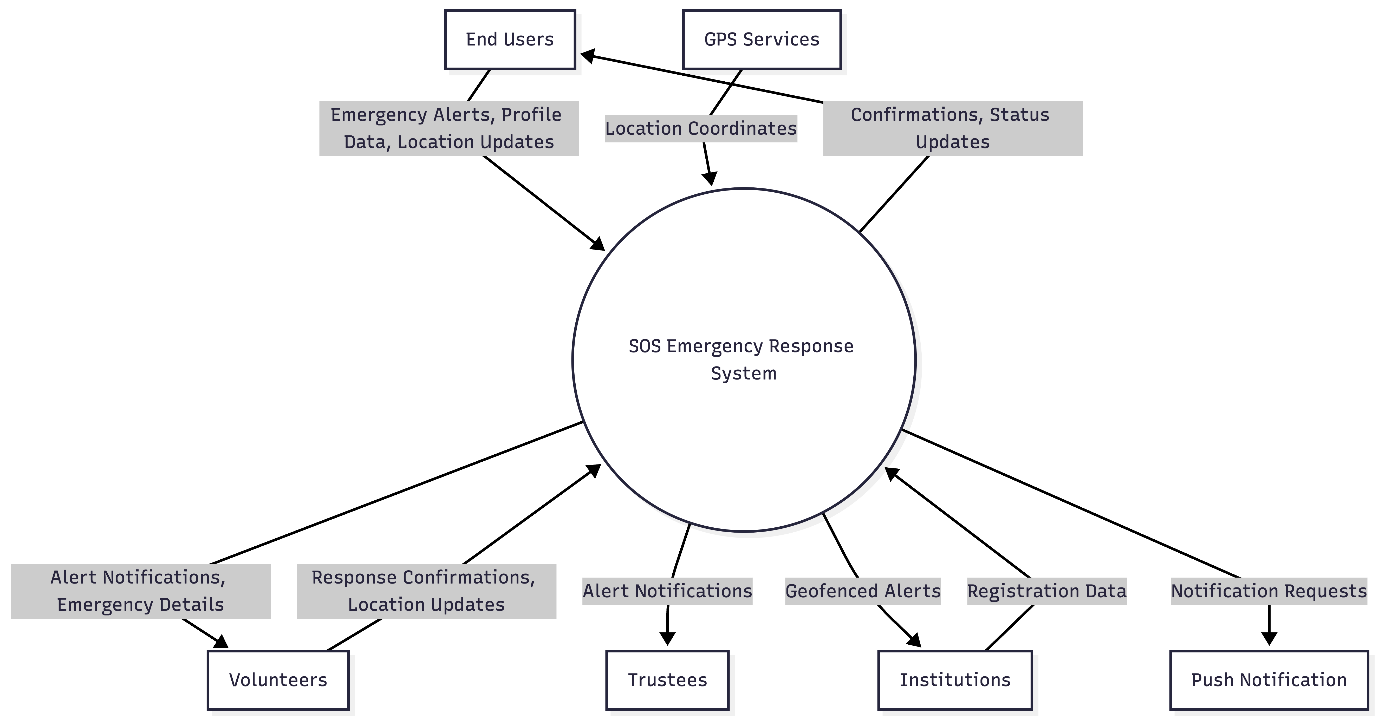 End Users
GPS Services
Emergency Alerts, Profile
Data, Location Updates
Location Coordinates
Confirmations, Status
Updates
SOS Emergency Response
System
Alert Notifications,
Emergency Details
Response Confirmations,
Location Updates
Alert Notifications
Geofenced Alerts
Registration Data
Notification Requests
Volunteers
Trustees
Institutions
Push Notification